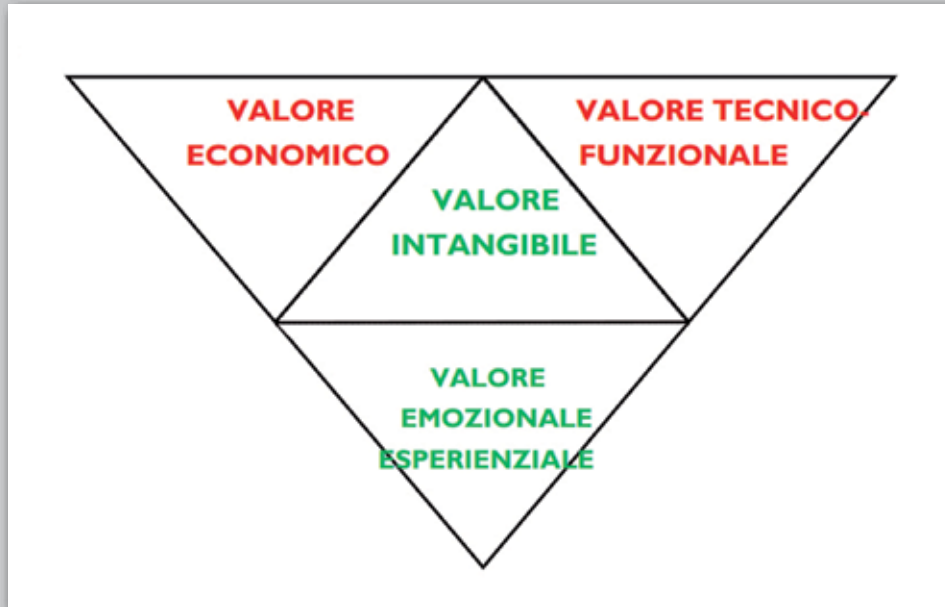 VALORE
ECONOMICO
VALORE TECNICO-
FUNZIONALE
VALORE
INTANGIBILE
VALORE
EMOZIONALE
ESPERIENZIALE